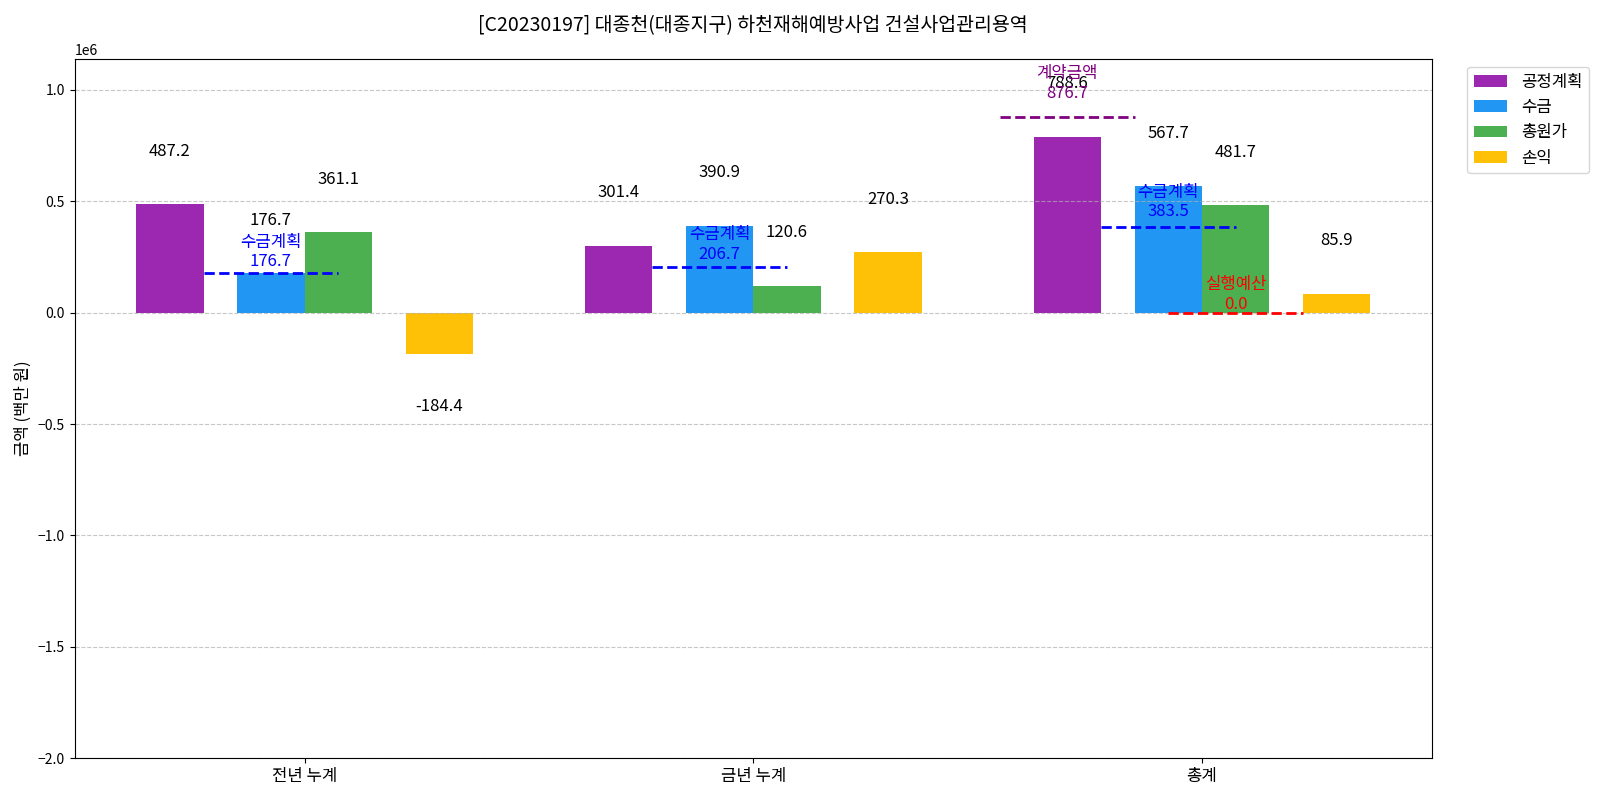 [C20230197] 대종천(대종지구) 하천재해예방사업 건설사업관리용역
1e6
1.0
0.5
0.0
−0.5
−1.0
−1.5
−2.0
금액 (백만 원)
487.2
176.7
수금계획
176.7
361.1
-184.4
301.4
390.9
수금계획
206.7
120.6
270.3
계약금액
788.6
876.7
567.7
수금계획
383.5
481.7
실행예산
0.0
85.9
전년 누계
금년 누계
총계
공정계획
수금
총원가
손익